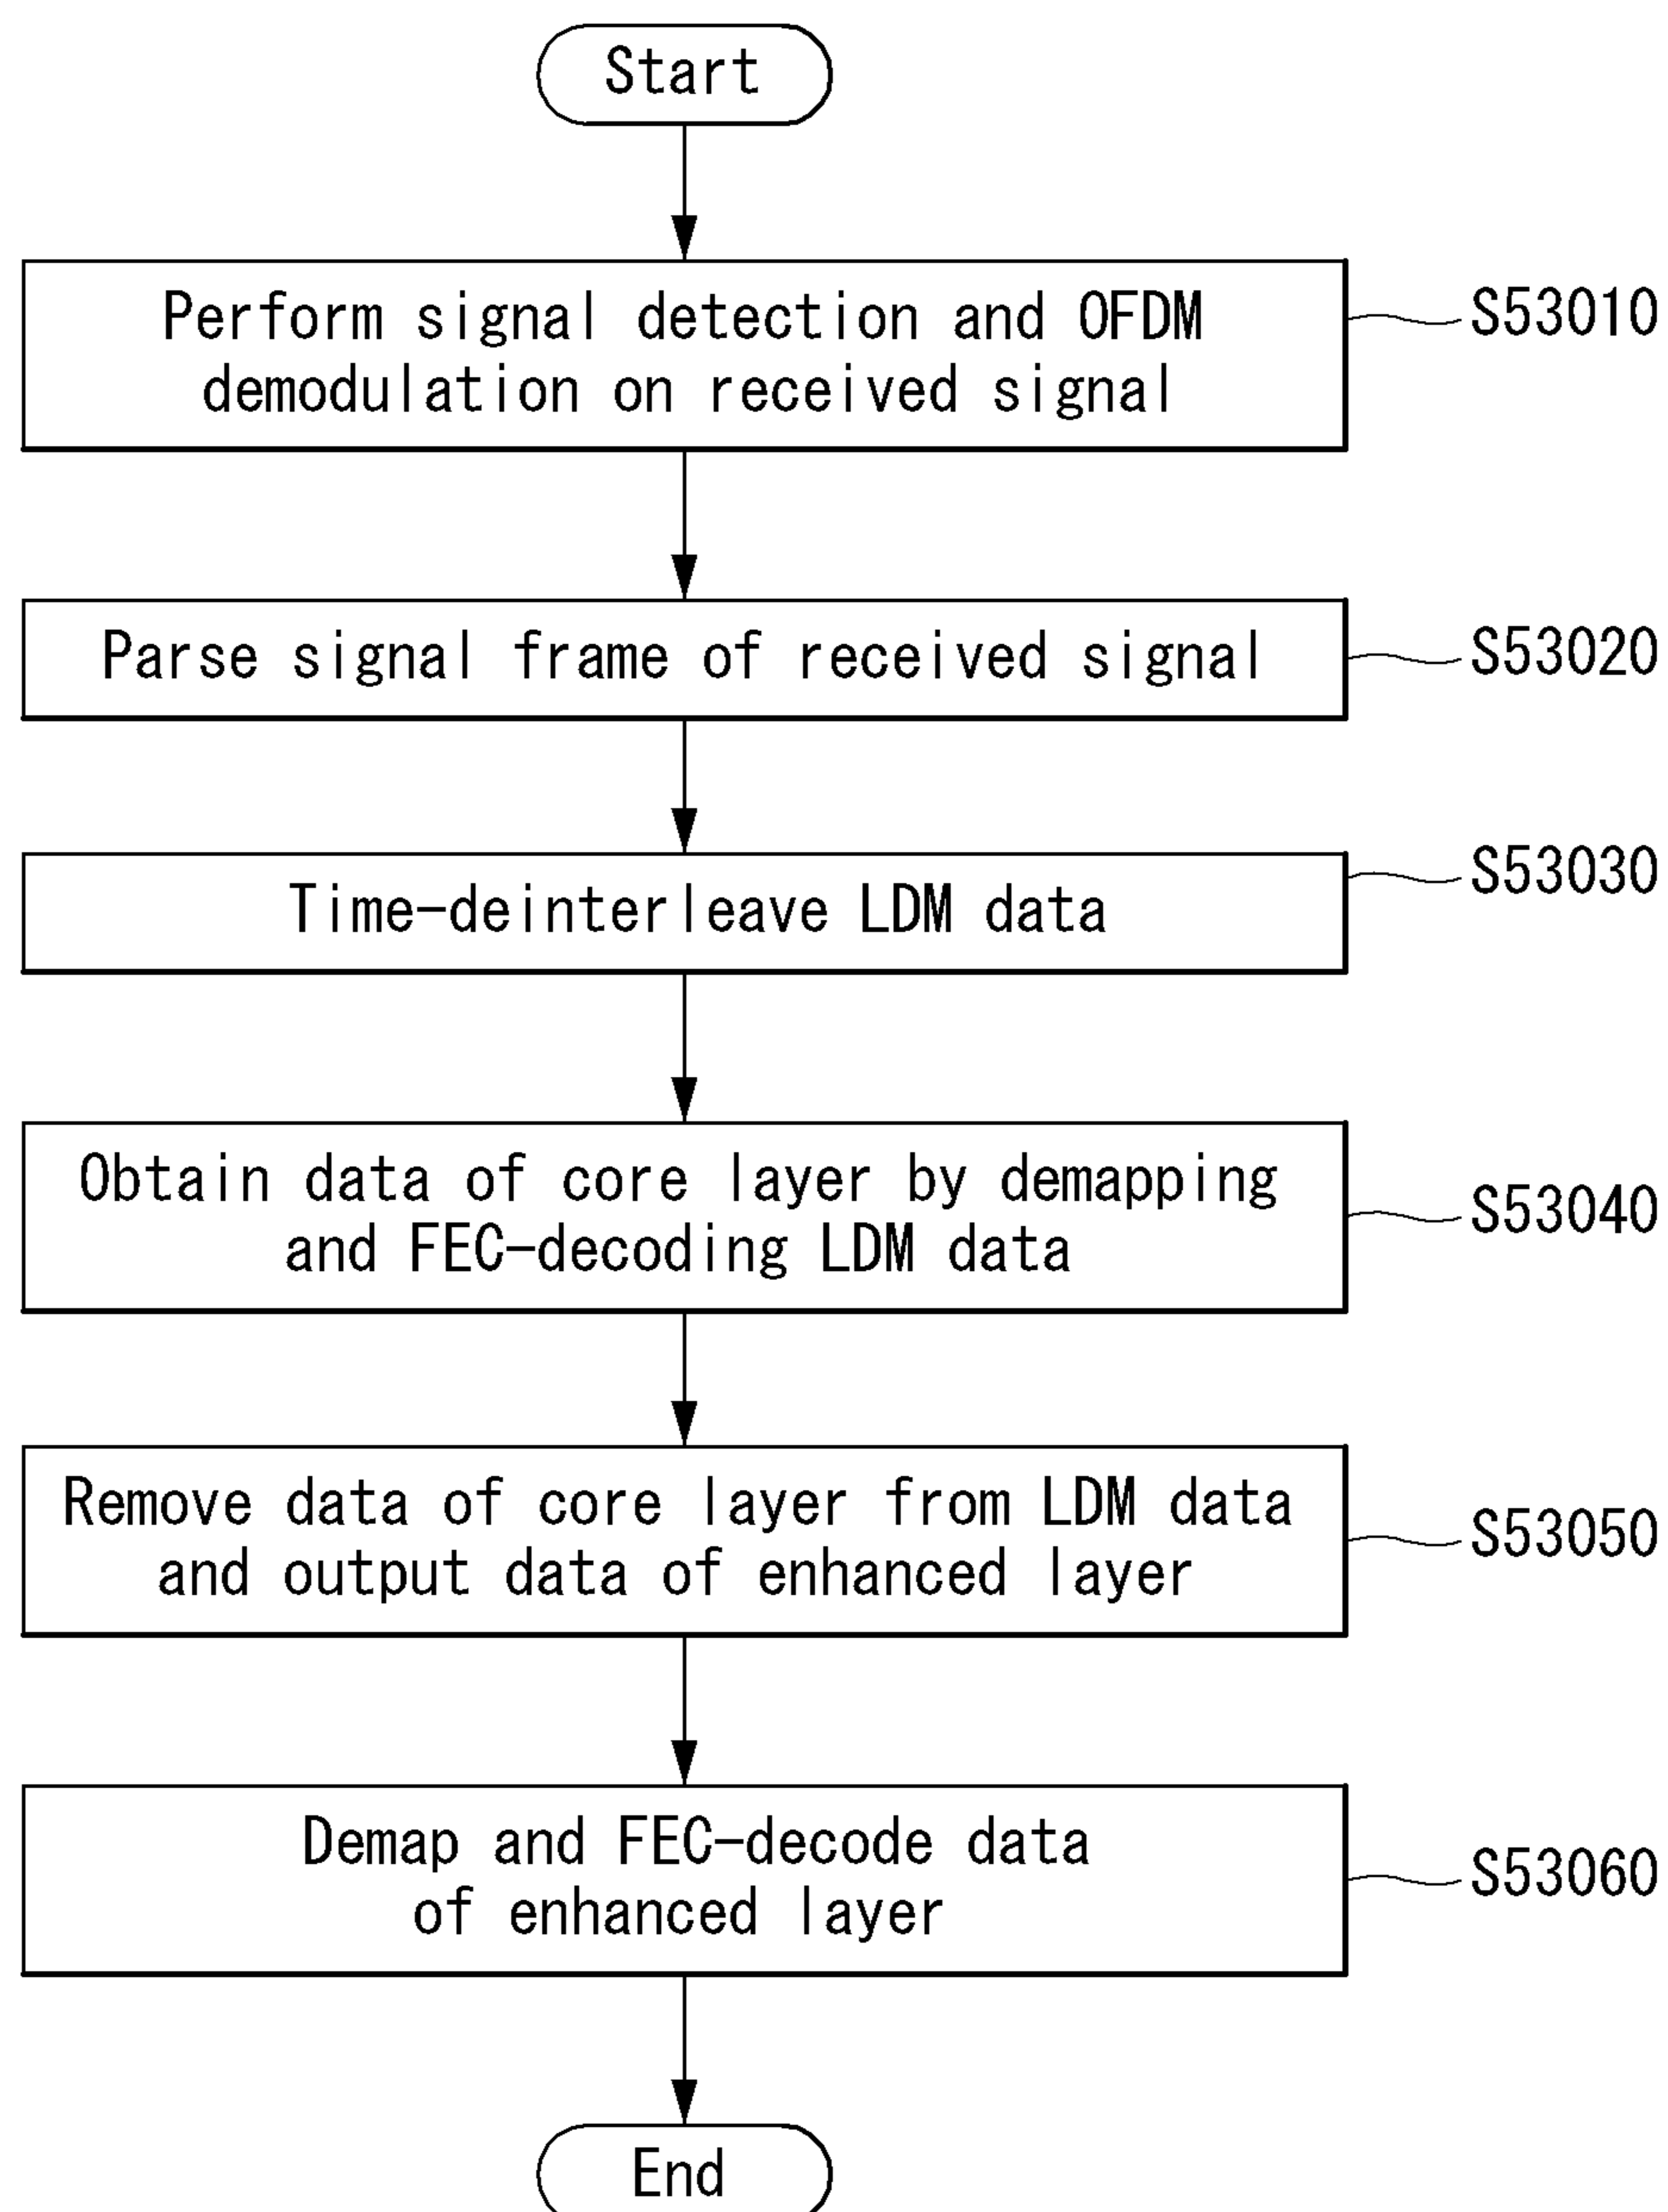 Start
Perform signal detection and OFDM
demodulation on received signal
S53010
Parse signal frame of received signal
S53020
Time-deinterleave LDM data
S53030
Obtain data of core layer by demapping
and FEC-decoding LDM data
S53040
Remove data of core layer from LDM data
and output data of enhanced layer
S53050
Demap and FEC-decode data
of enhanced layer
S53060
End